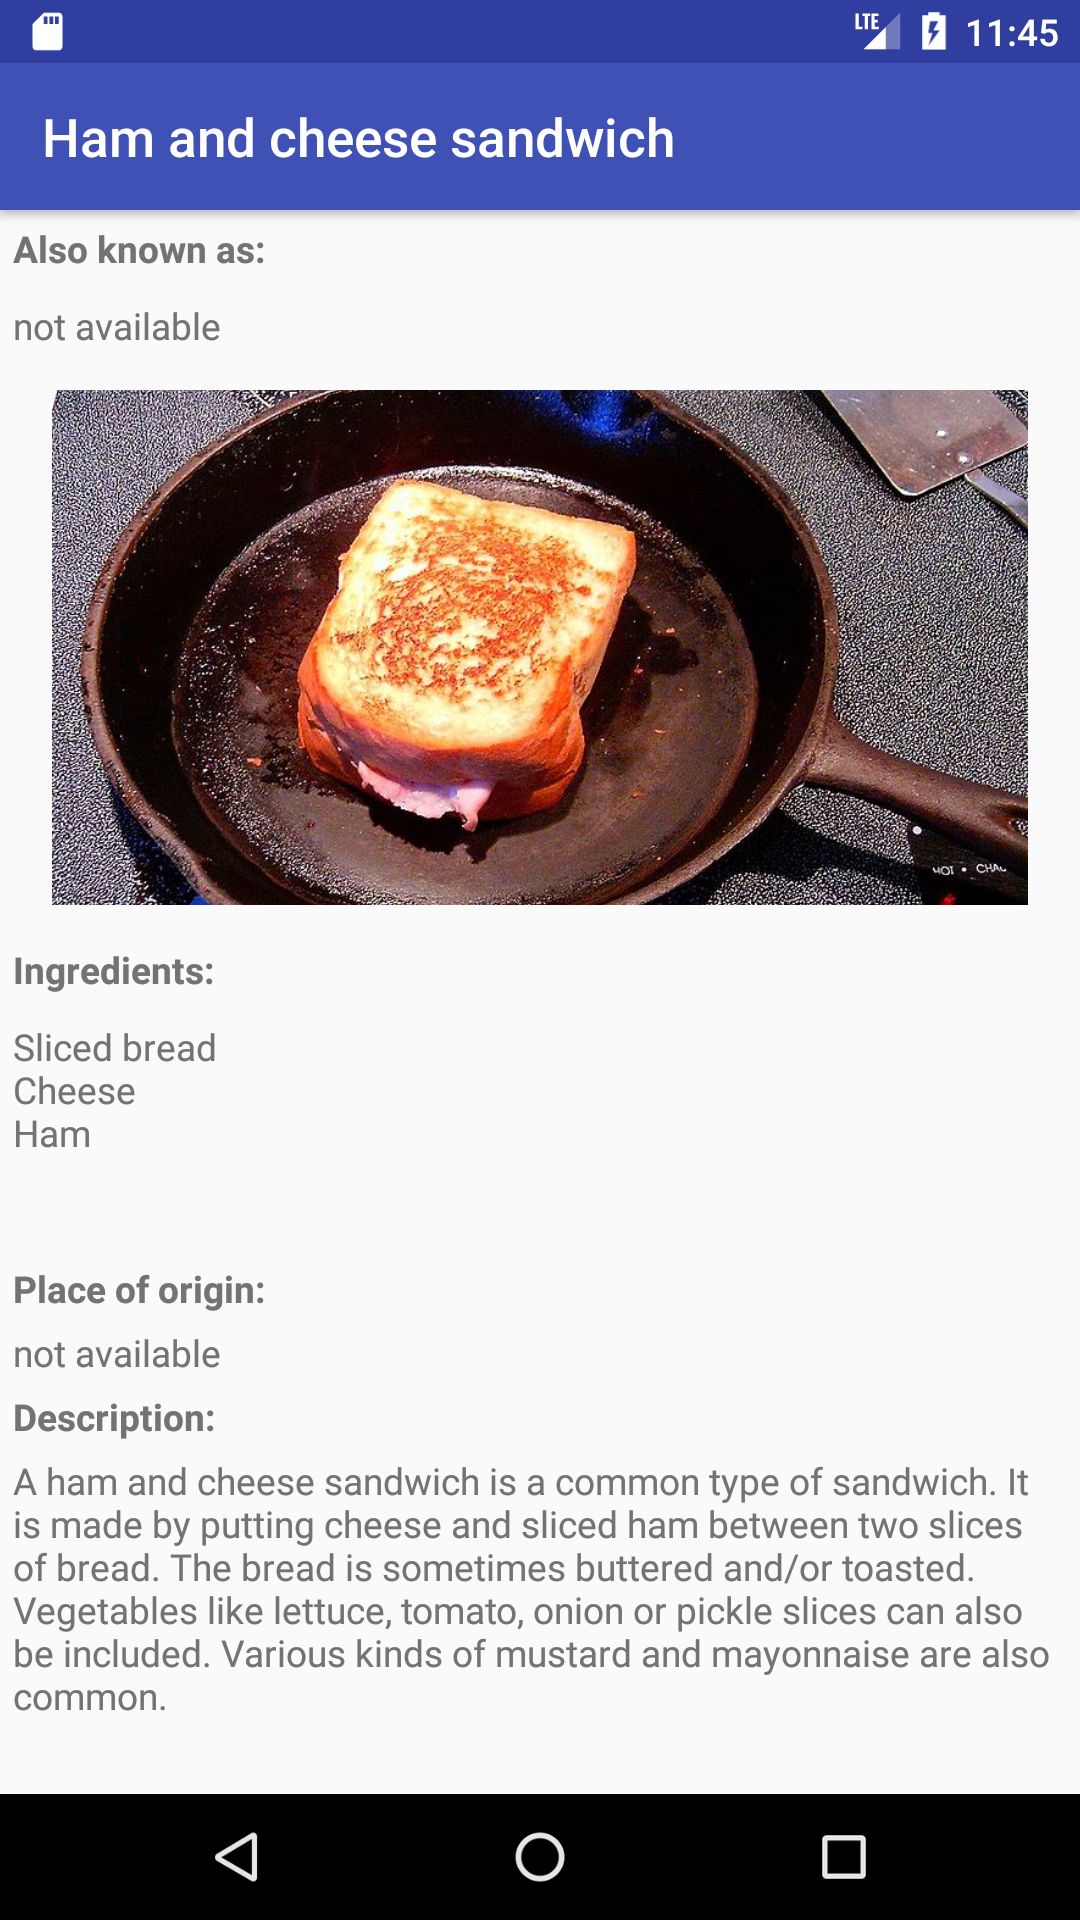 LTE 11:45
Ham and cheese sandwich
Also known as:
not available
HOT • CHAL
Ingredients:
Sliced bread
Cheese
Ham
Place of origin:
not available
Description:
A ham and cheese sandwich is a common type of sandwich. It
is made by putting cheese and sliced ham between two slices
of bread. The bread is sometimes buttered and/or toasted.
Vegetables like lettuce, tomato, onion or pickle slices can also
be included. Various kinds of mustard and mayonnaise are also
common.